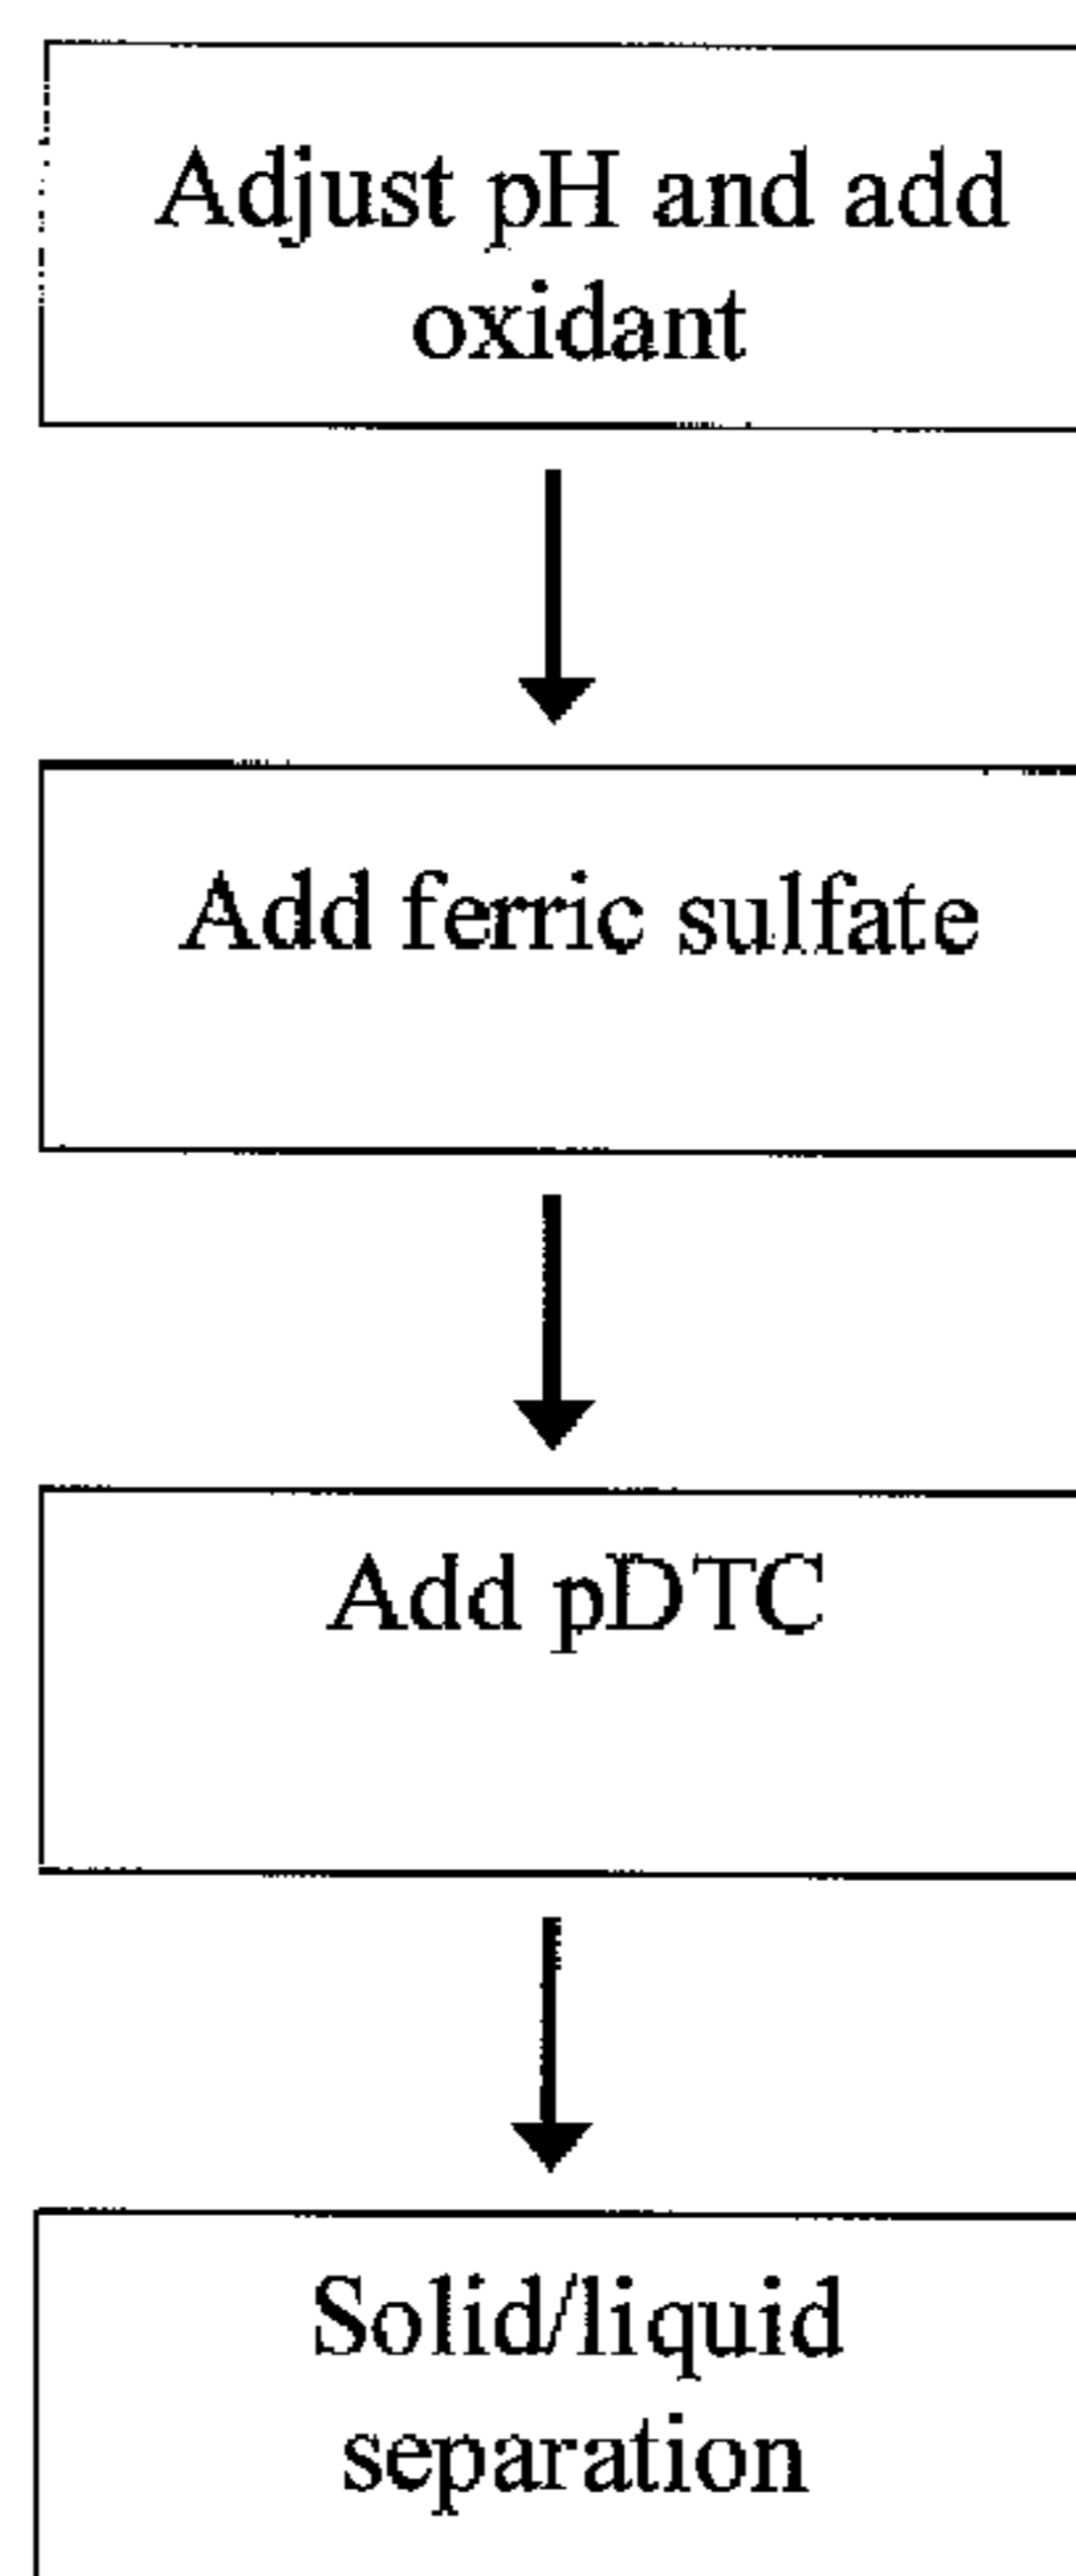 Adjust pH and add
oxidant
Add ferric sulfate
Add pDTC
Solid/liquid
separation